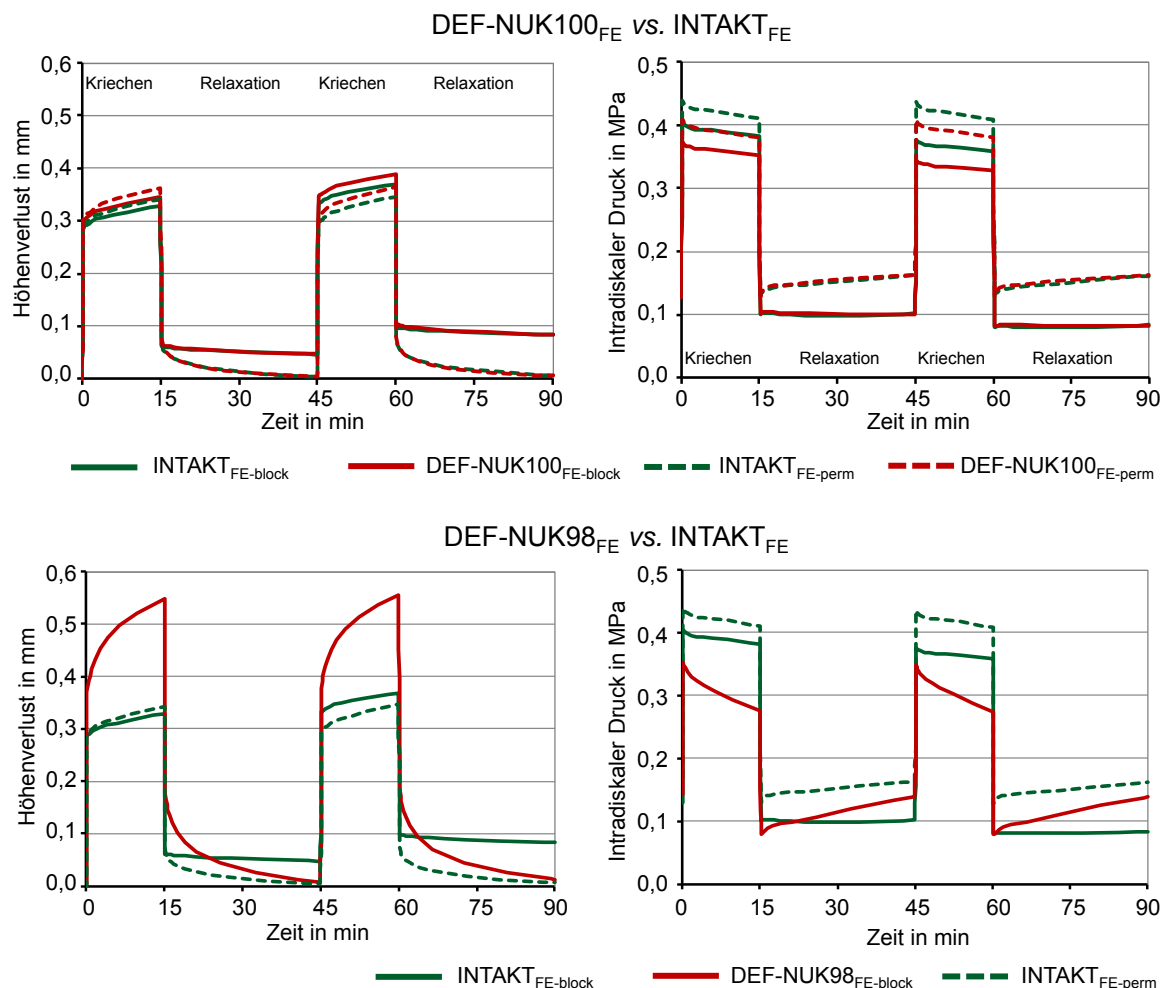 DEF-NUK100FE vs. INTAKTFE
Höhenverlust in mm
0,6
0,5
0,4
0,3
0,2
0,1
0,0
Kriechen Relaxation Kriechen Relaxation
0 15 30 45 60 75 90
Zeit in min
Intradiskaler Druck in MPa
0,5
0,4
0,3
0,2
0,1
0,0
Kriechen Relaxation Kriechen Relaxation
0 15 30 45 60 75 90
Zeit in min
INTAKTFE-block DEF-NUK100FE-block INTAKTFE-perm DEF-NUK100FE-perm
DEF-NUK98FE vs. INTAKTFE
Höhenverlust in mm
0,6
0,5
0,4
0,3
0,2
0,1
0,0
0 15 30 45 60 75 90
Zeit in min
Intradiskaler Druck in MPa
0,5
0,4
0,3
0,2
0,1
0,0
0 15 30 45 60 75 90
Zeit in min
INTAKTFE-block DEF-NUK98FE-block INTAKTFE-perm